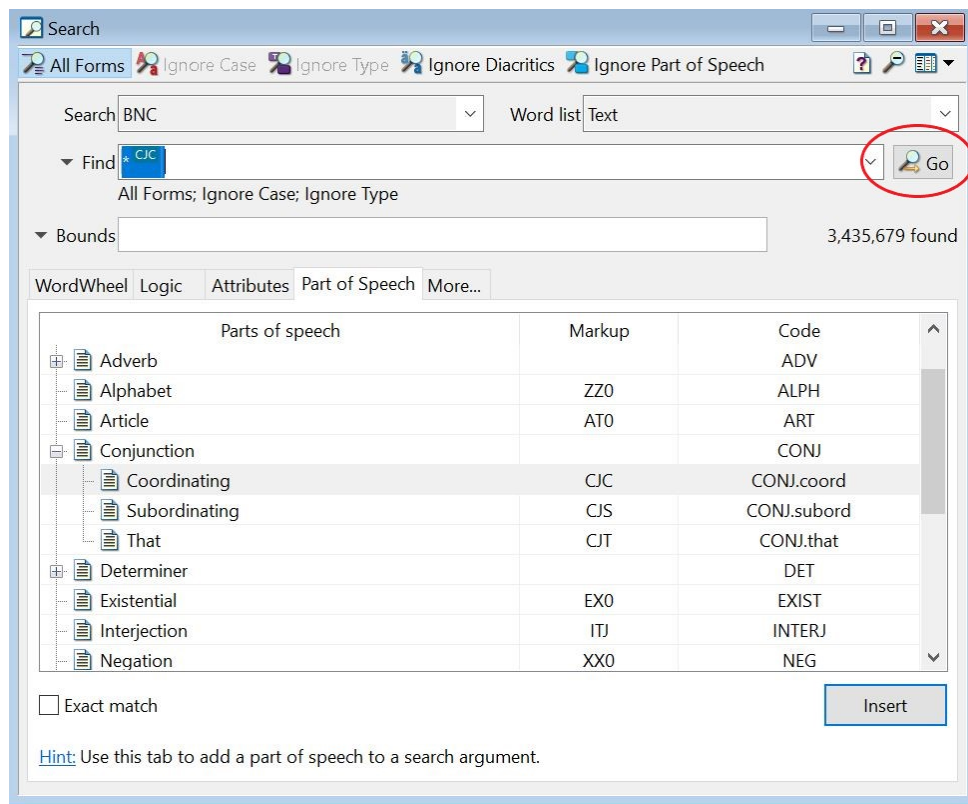 Search
All Forms Ignore Case Ignore Type Ignore Diacritics Ignore Part of Speech
Search BNC Word list Text
Find * CJC Go
All Forms; Ignore Case; Ignore Type
Bounds 3,435,679 found
WordWheel Logic Attributes Part of Speech More...
Parts of speech Markup Code
Adverb ADV
Alphabet ZZ0 ALPH
Article AT0 ART
Conjunction CONJ
Coordinating CJC CONJ.coord
Subordinating CJS CONJ.subord
That CJT CONJ.that
Determiner DET
Existential EX0 EXIST
Interjection ITJ INTERJ
Negation XX0 NEG
Exact match Insert
Hint: Use this tab to add a part of speech to a search argument.